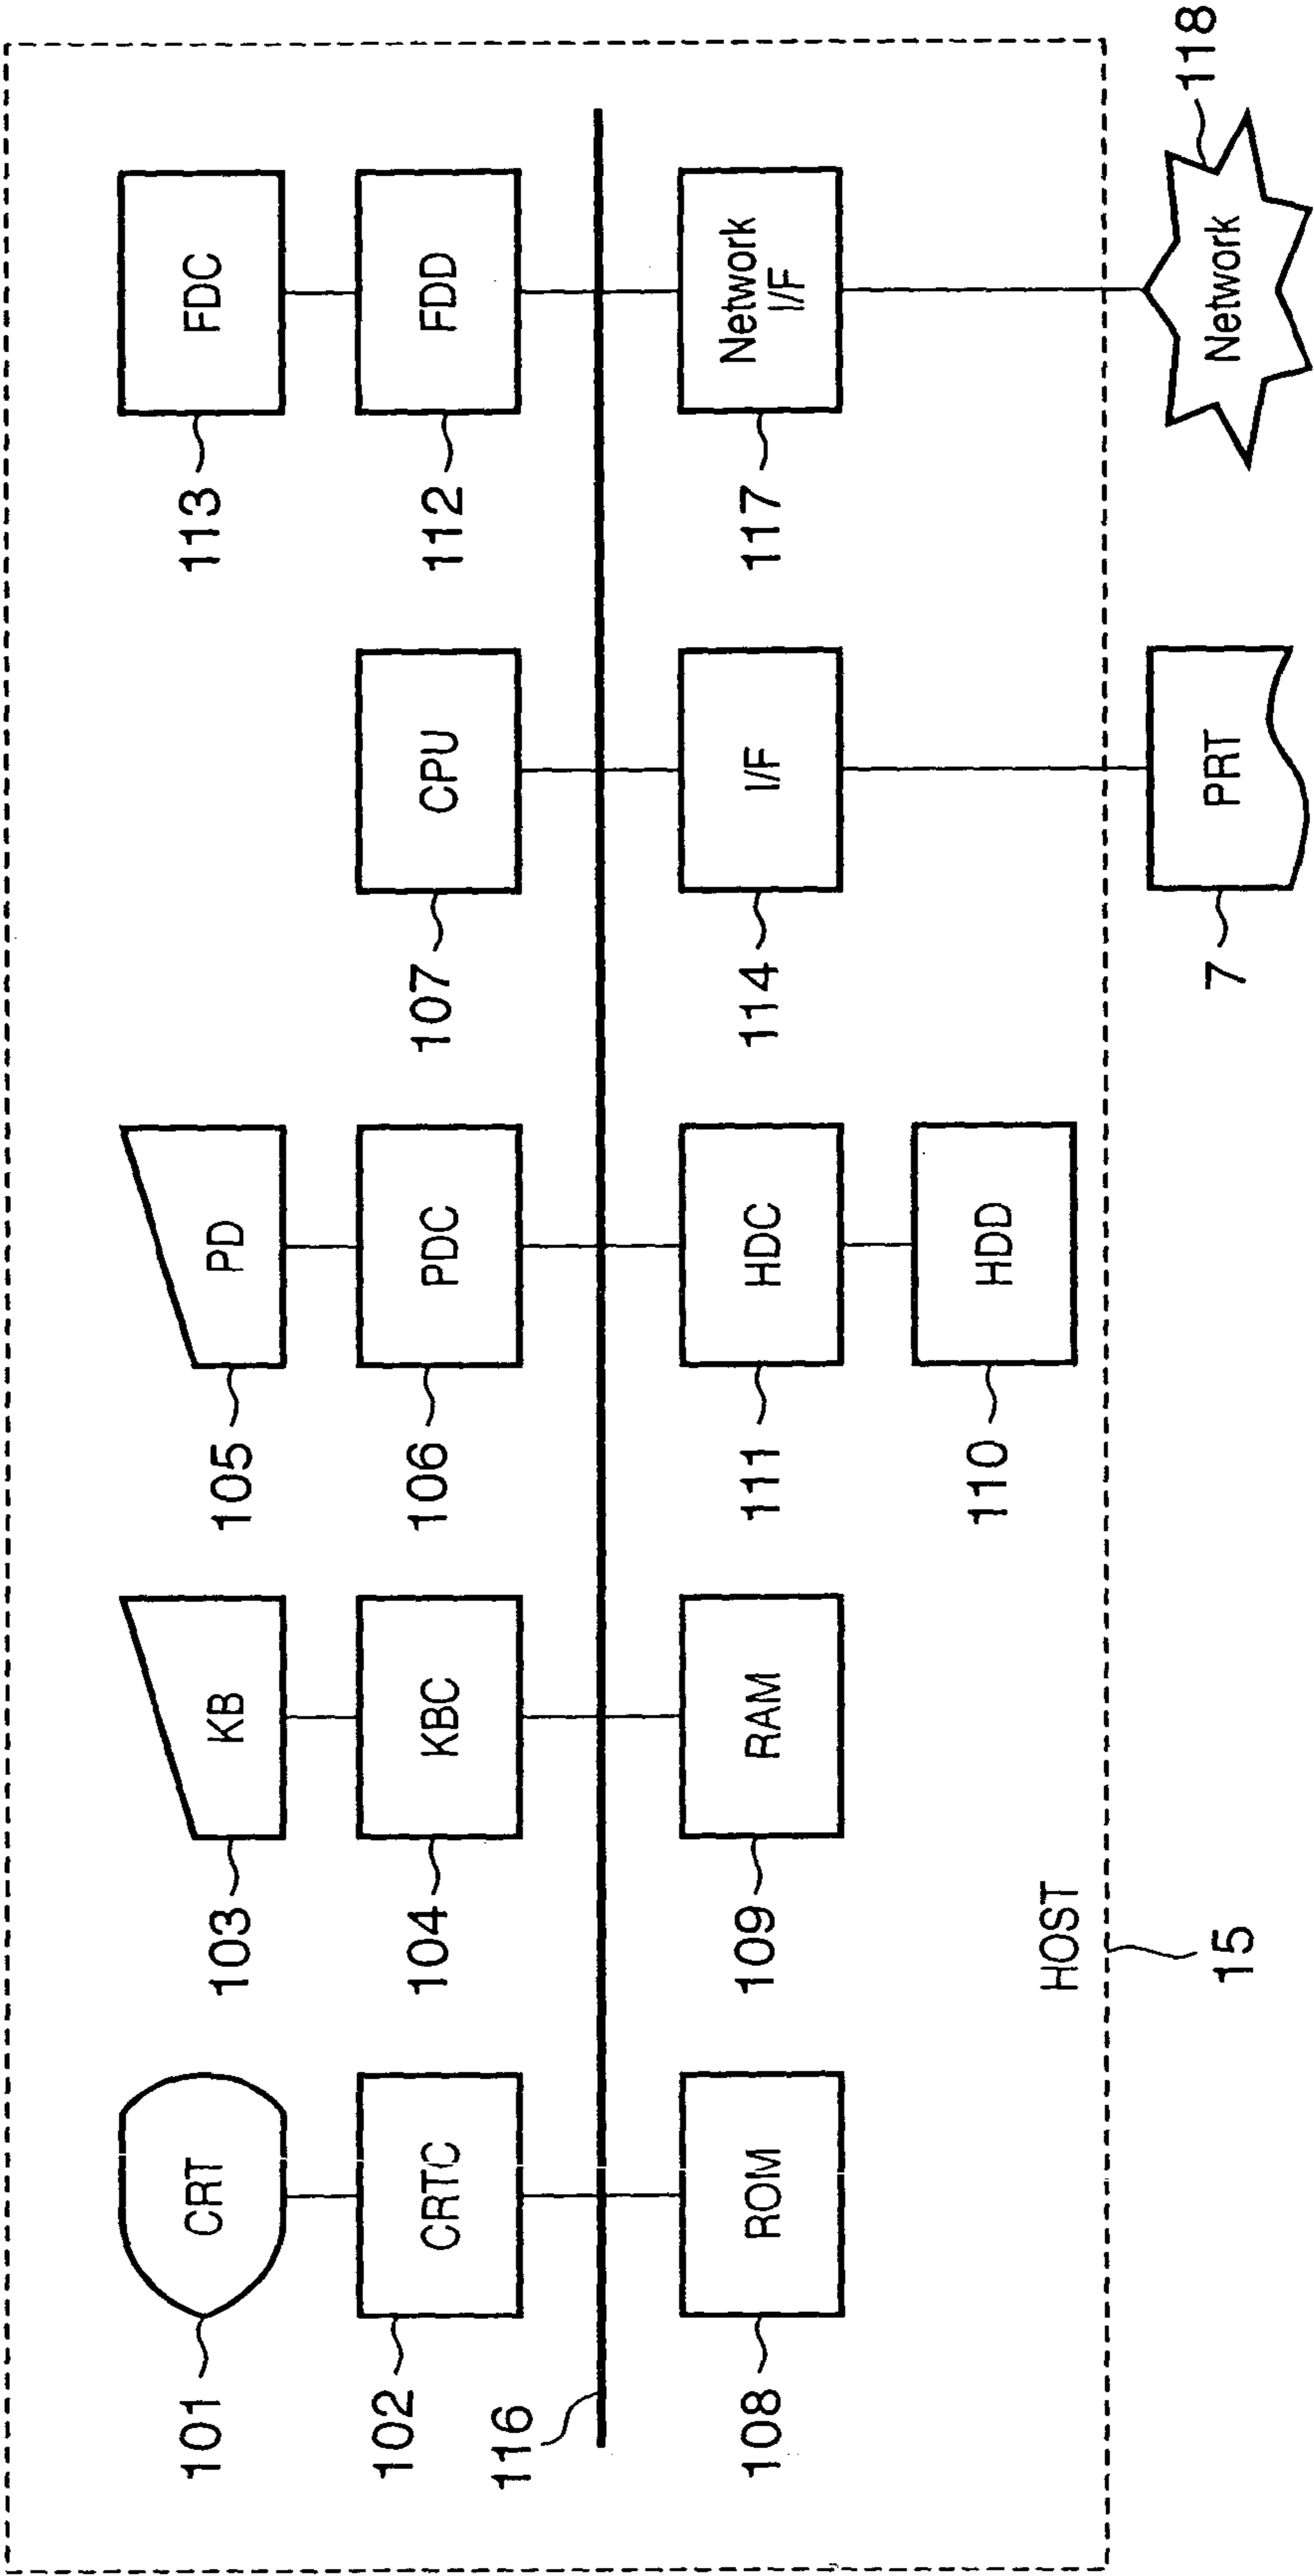 101
CRT
103
KB
105
PD
113
FDC
102
CRTC
104
KBC
106
PDC
107
CPU
112
FDD
116
108
ROM
109
RAM
111
HDC
114
I/F
117
Network
I/F
110
HDD
HOST
15
7
PRT
Network
118